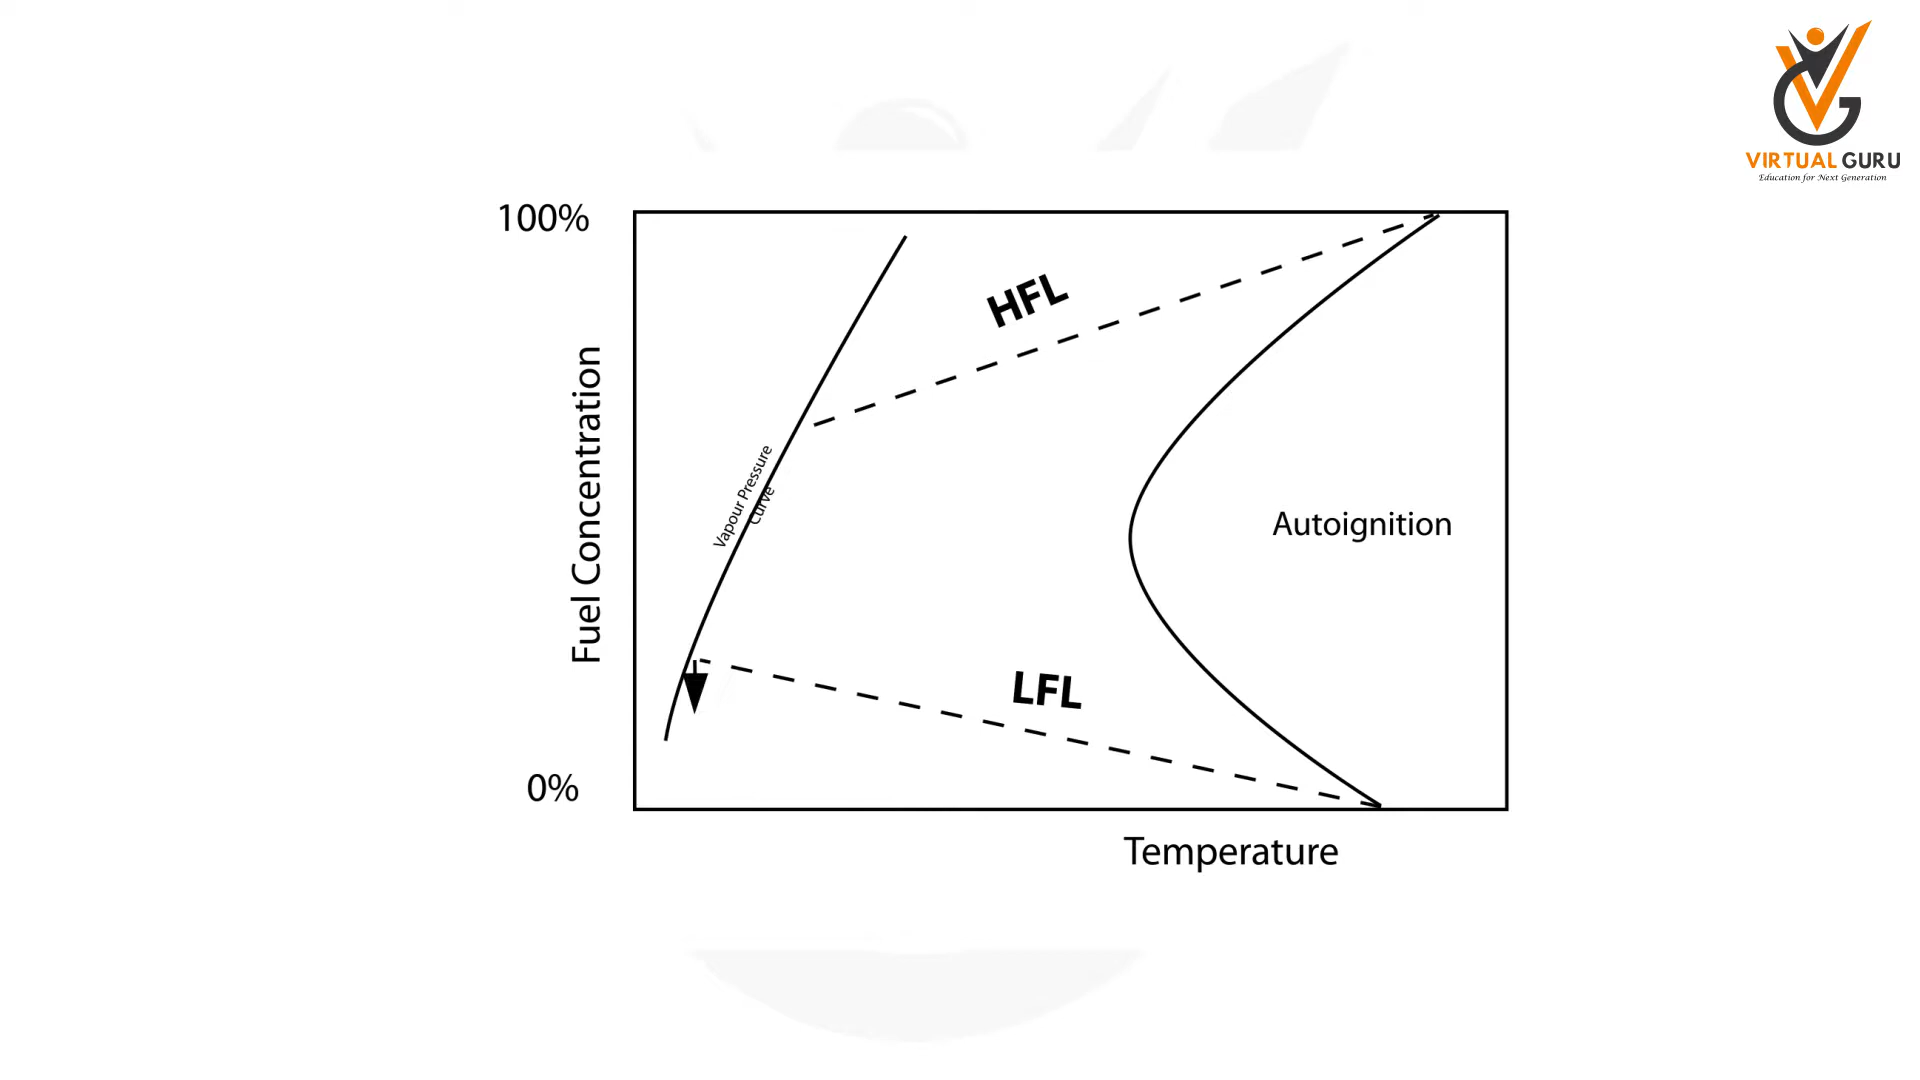 VIRTUAL GURU
Education for Next Generation
100%
HFL
Vapour Pressure
Curve
Fuel Concentration
Autoignition
LFL
0%
Temperature